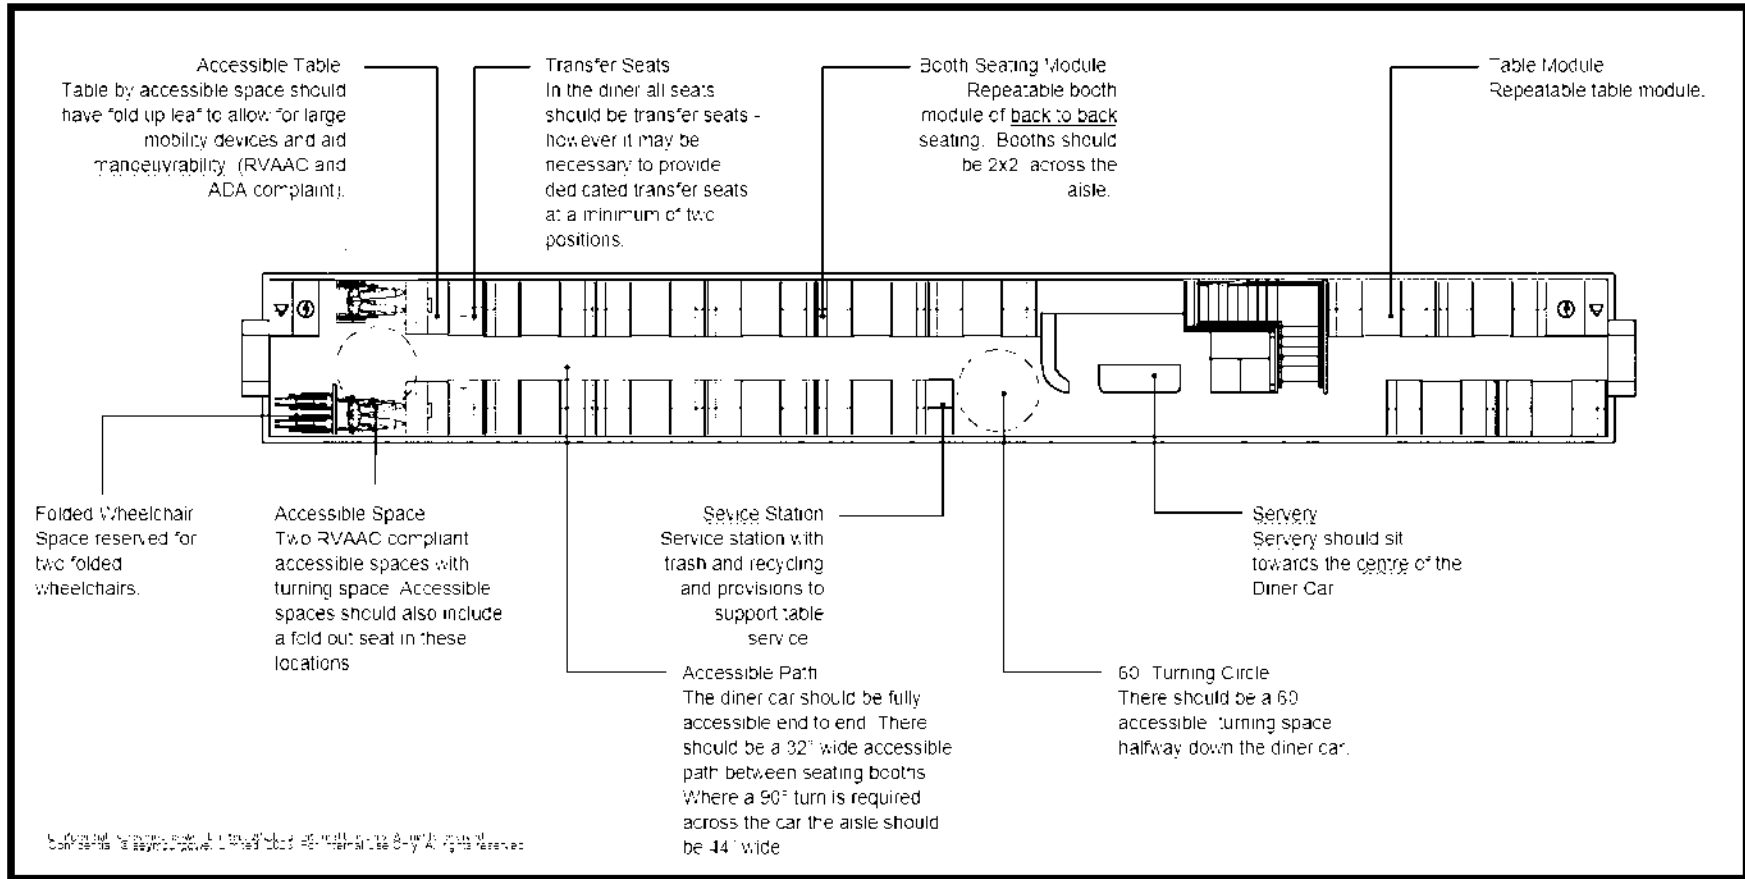 Accessible Table
Table by accessible space should
have fold up leaf to allow for large
mobility devices and aid
manoeuvrability (RVAAC and
ADA complaint).
Transfer Seats
In the diner all seats
should be transfer seats -
however it may be
necessary to provide
dedicated transfer seats
at a minimum of two
positions.
Booth Seating Module
Repeatable booth
module of back to back
seating. Booths should
be 2x2 across the
aisle.
Table Module
Repeatable table module.
Folded Wheelchair
Space reserved for
two folded
wheelchairs.
Accessible Space
Two RVAAC compliant
accessible spaces with
turning space Accessible
spaces should also include
a fold out seat in these
locations
Sevice Station
Service station with
trash and recycling
and provisions to
support table
service
Accessible Path
The diner car should be fully
accessible end to end There
should be a 32" wide accessible
path between seating booths
Where a 90° turn is required
across the car the aisle should
be 44" wide
60 Turning Circle
There should be a 60
accessible turning space
halfway down the diner car.
Servery
Servery should sit
towards the centre of the
Diner Car